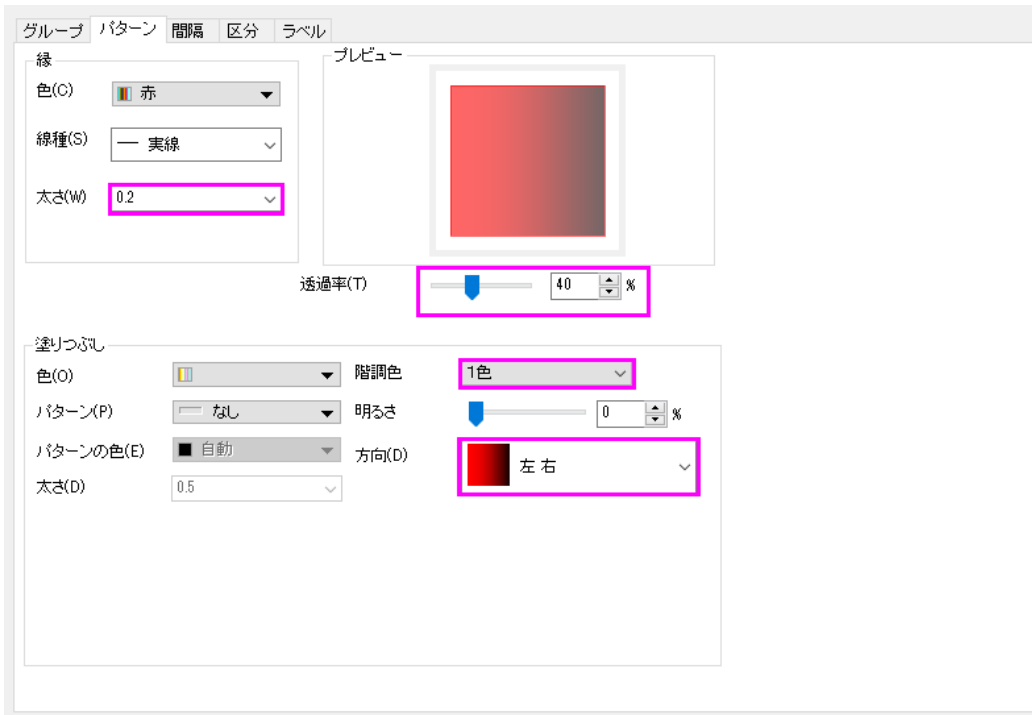 グループ パターン 間隔 区分 ラベル
縁
色(C) 赤
線種(S) 実線
太さ(W) 0.2
プレビュー
透過率(T) 40 %
塗りつぶし
色(O)
パターン(P) なし
パターンの色(E) 自動
太さ(D) 0.5
階調色 1色
明るさ 0 %
方向(D) 左右